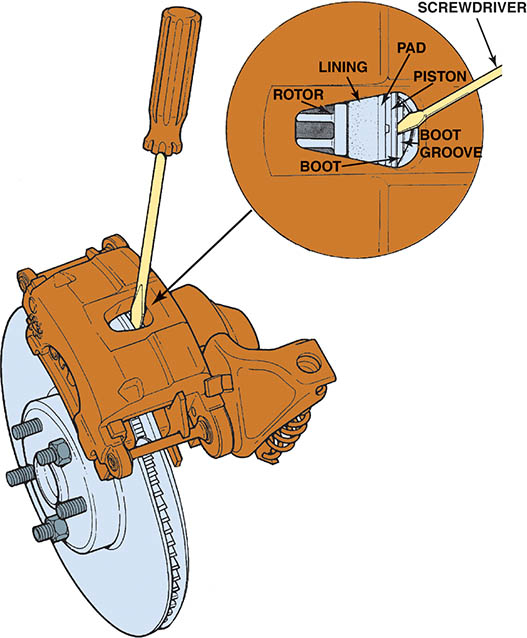 SCREWDRIVER
PAD
LINING
PISTON
ROTOR
BOOT
GROOVE
BOOT